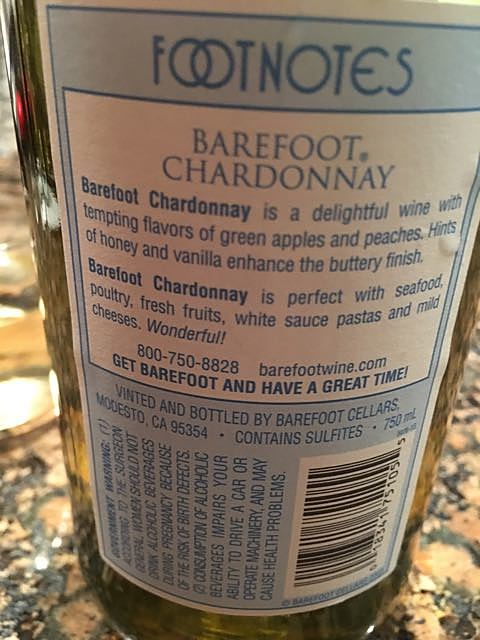 FOOTNOTES
BAREFOOT®
CHARDONNAY
Barefoot Chardonnay is a delightful wine with
tempting flavors of green apples and peaches. Hints
of honey and vanilla enhance the buttery finish.
Barefoot Chardonnay is perfect with seafood,
poultry, fresh fruits, white sauce pastas and mild
cheeses. Wonderful!
800-750-8828 barefootwine.com
GET BAREFOOT AND HAVE A GREAT TIME!
VINTED AND BOTTLED BY BAREFOOT CELLARS,
MODESTO, CA 95354 • CONTAINS SULFITES • 750 mL
GOVERNMENT WARNING: (1)
ACCORDING TO THE SURGEON
GENERAL, WOMEN SHOULD NOT
DRINK ALCOHOLIC BEVERAGES
DURING PREGNANCY BECAUSE
OF THE RISK OF BIRTH DEFECTS.
(2) CONSUMPTION OF ALCOHOLIC
BEVERAGES IMPAIRS YOUR
ABILITY TO DRIVE A CAR OR
OPERATE MACHINERY, AND MAY
CAUSE HEALTH PROBLEMS.
© BAREFOOT CELLARS